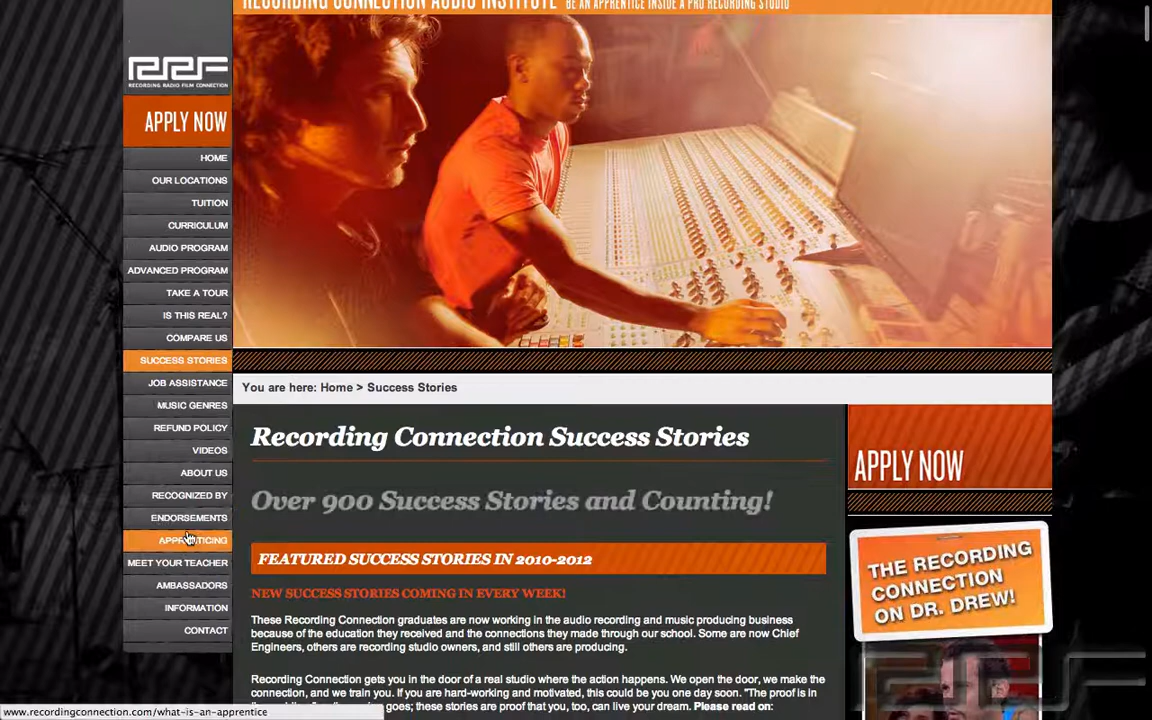 RECORDING CONNECTION AUDIO INSTITUTE BE AN APPRENTICE INSIDE A PRO RECORDING STUDIO
RRF
RECORDING RADIO FILM CONNECTION
APPLY NOW
HOME
OUR LOCATIONS
TUITION
CURRICULUM
AUDIO PROGRAM
ADVANCED PROGRAM
TAKE A TOUR
IS THIS REAL?
COMPARE US
SUCCESS STORIES
JOB ASSISTANCE
MUSIC GENRES
REFUND POLICY
VIDEOS
ABOUT US
RECOGNIZED BY
ENDORSEMENTS
APPRENTICING
MEET YOUR TEACHER
AMBASSADORS
INFORMATION
CONTACT
You are here: Home > Success Stories
Recording Connection Success Stories
Over 900 Success Stories and Counting!
FEATURED SUCCESS STORIES IN 2010-2012
NEW SUCCESS STORIES COMING IN EVERY WEEK!
These Recording Connection graduates are now working in the audio recording and music producing business
because of the education they received and the connections they made through our school. Some are now Chief
Engineers, others are recording studio owners, and still others are producing.
Recording Connection gets you in the door of a real studio where the action happens. We open the door, we make the
connection, and we train you. If you are hard-working and motivated, this could be you one day soon. "The proof is in
goes; these stories are proof that you, too, can live your dream. Please read on:
APPLY NOW
THE RECORDING
CONNECTION
ON DR. DREW!
www.recordingconnection.com/what-is-an-apprentice
RRF